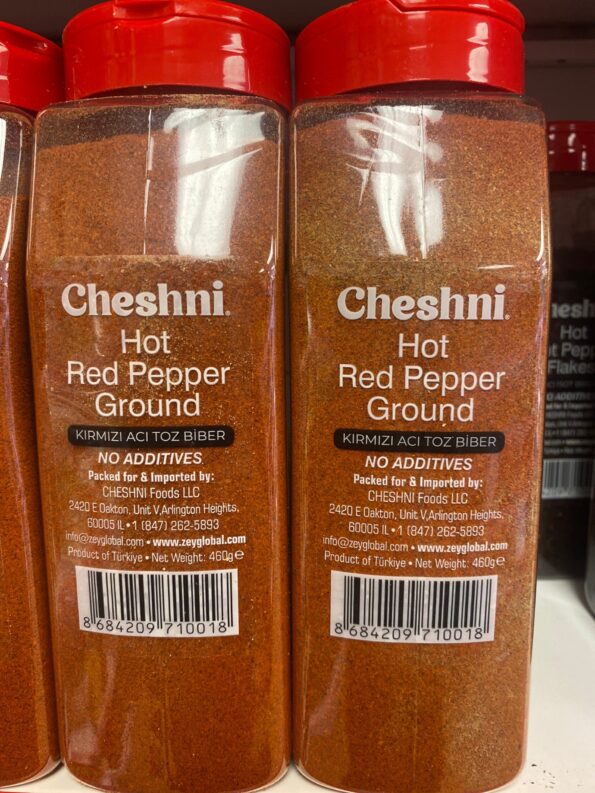 Cheshni
Hot
Red Pepper
Ground
KIRMIZI ACI TOZ BİBER
NO ADDITIVES
Packed for & Imported by:
CHESHNI Foods LLC
2420 E Oakton, Unit V,Arlington Heights,
60005 IL • 1 (847) 262-5893
info@zeyglobal.com • www.zeyglobal.com
Product of Türkiye • Net Weight: 460g e
8 684209 710018
Cheshni
Hot
Red Pepper
Ground
KIRMIZI ACI TOZ BİBER
NO ADDITIVES
Packed for & Imported by:
CHESHNI Foods LLC
2420 E Oakton, Unit V,Arlington Heights,
60005 IL • 1 (847) 262-5893
info@zeyglobal.com • www.zeyglobal.com
Product of Türkiye • Net Weight: 460g e
8 684209 710018
Hot
Flakes